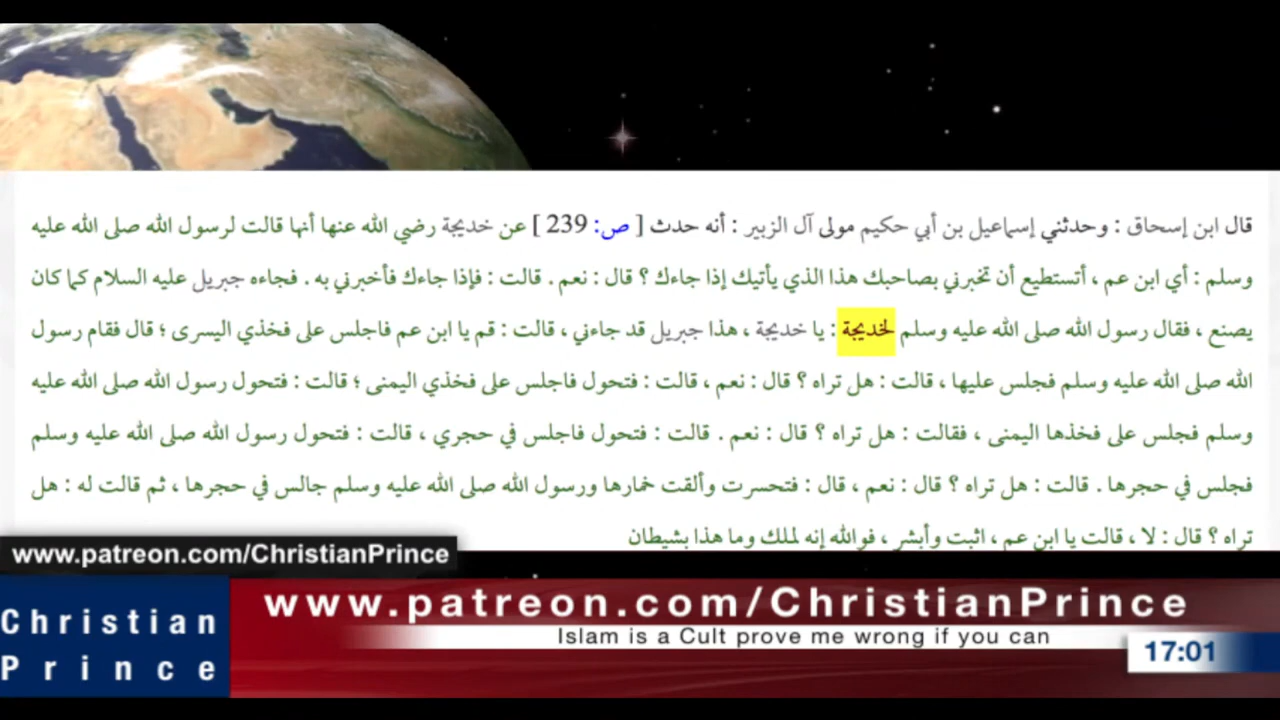 قال ابن إسحاق : وحدثني إسماعيل بن أبي حكيم مولى آل الزبير : أنه حدث [ ص: 239 ] عن خديجة رضي الله عنها أنها قالت لرسول الله صلى الله عليه
وسلم : أي ابن عم ، أتستطيع أن تخبرني بصاحبك هذا الذي يأتيك إذا جاءك ؟ قال : نعم . قالت : فإذا جاءك فأخبرني به . فجاءه جبريل عليه السلام كما كان
يصنع ، فقال رسول الله صلى الله عليه وسلم لخديجة : يا خديجة ، هذا جبريل قد جاءني ، قالت : قم يا ابن عم فاجلس على فخذي اليسرى ؛ قال فقام رسول
الله صلى الله عليه وسلم فجلس عليها ، قالت : هل تراه ؟ قال : نعم ، قالت : فتحول فاجلس على فخذي اليمنى ؛ قالت : فتحول رسول الله صلى الله عليه
وسلم فجلس على فخذها اليمنى ، فقالت : هل تراه ؟ قال : نعم . قالت : فتحول فاجلس في حجري ، قالت : فتحول رسول الله صلى الله عليه وسلم
فجلس في حجرها . قالت : هل تراه ؟ قال : نعم ، قال : فتحسرت وألقت خمارها ورسول الله صلى الله عليه وسلم جالس في حجرها ، ثم قالت له : هل
تراه ؟ قال : لا ، قالت يا ابن عم ، اثبت وأبشر ، فوالله إنه لملك وما هذا بشيطان
www.patreon.com/ChristianPrince
www.patreon.com/ChristianPrince
Islam is a Cult prove me wrong if you can
Christian
Prince
17:01